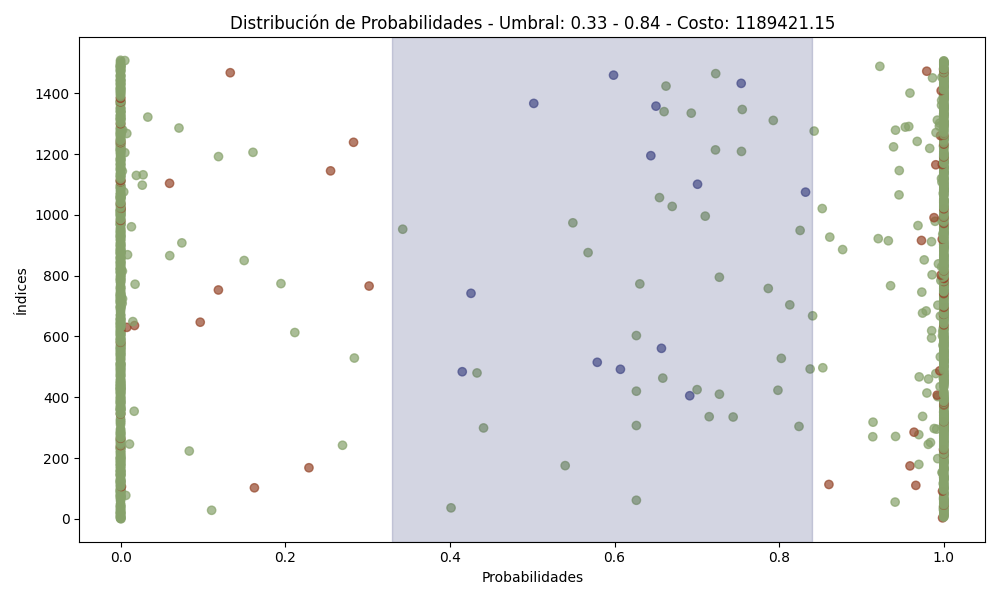 Distribución de Probabilidades - Umbral: 0.33 - 0.84 - Costo: 1189421.15
Índices
1400
1200
1000
800
600
400
200
0
0.0 0.2 0.4 0.6 0.8 1.0
Probabilidades